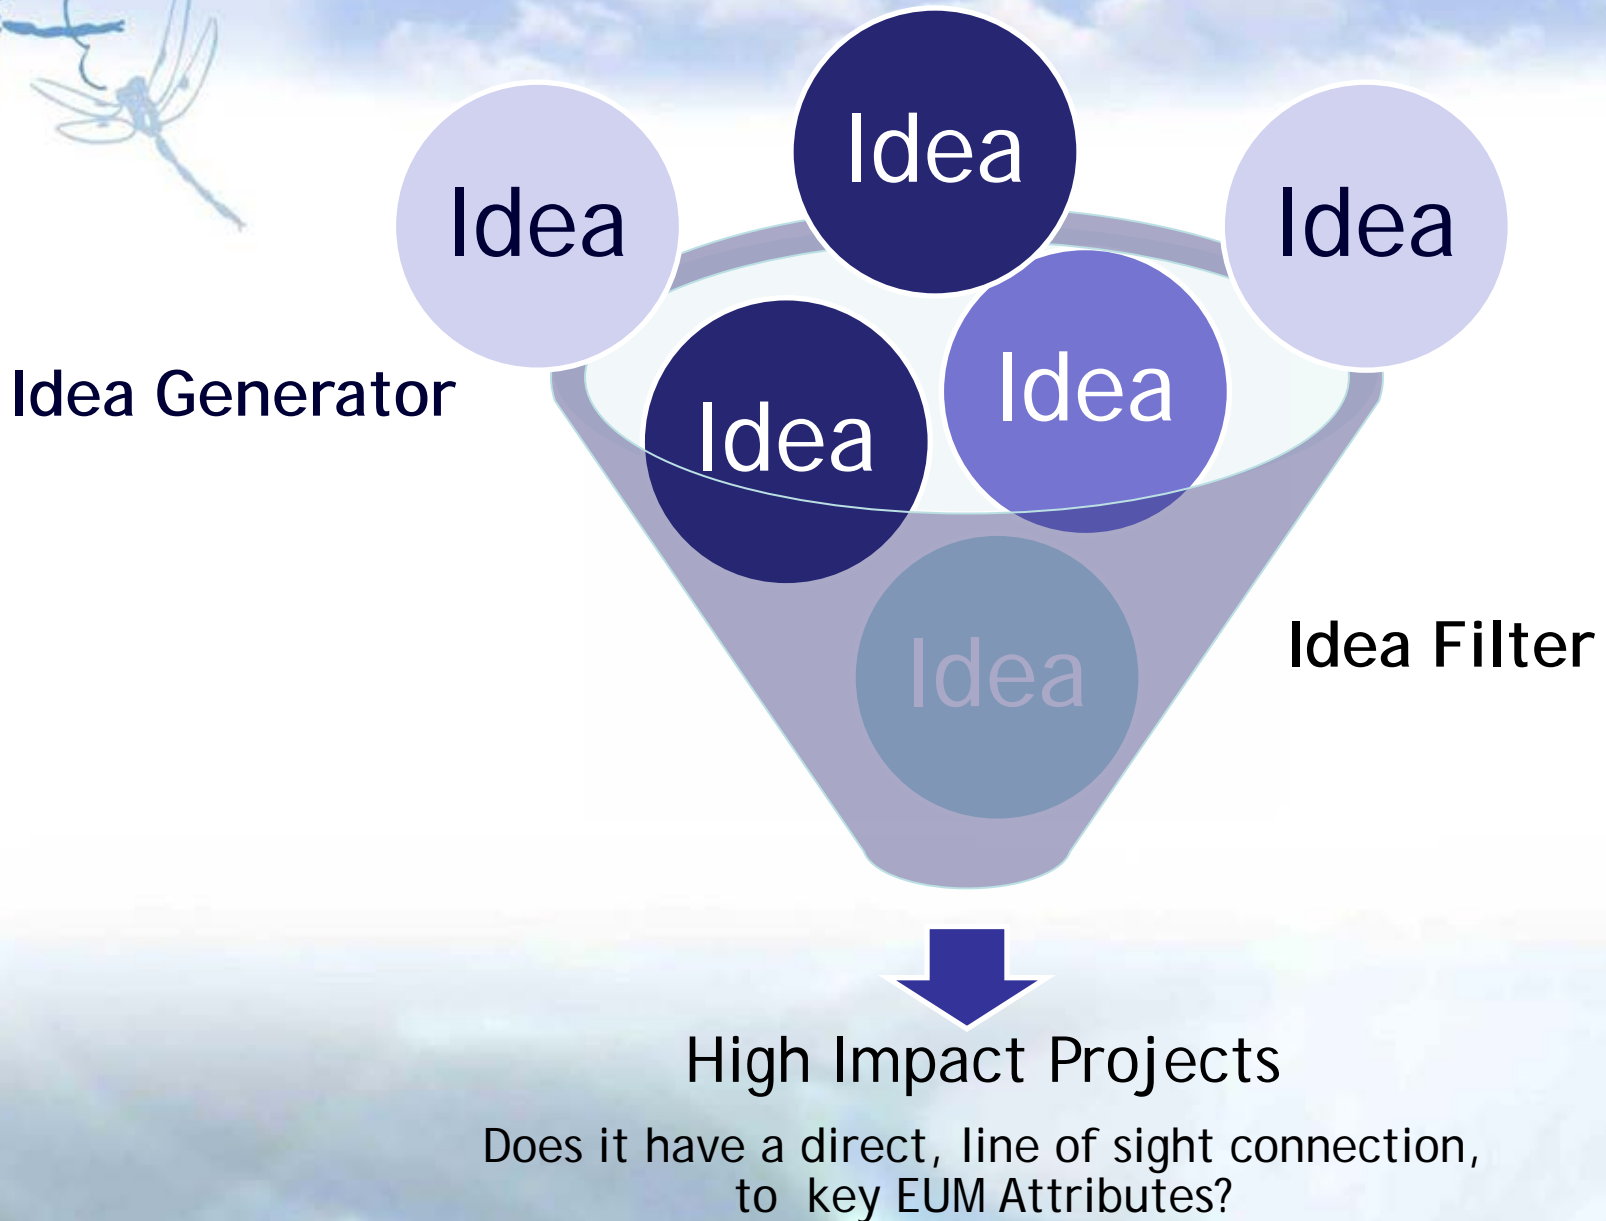 Idea
Idea
Idea
Idea Generator
Idea
Idea
Idea Filter
Idea
High Impact Projects
Does it have a direct, line of sight connection,
to key EUM Attributes?